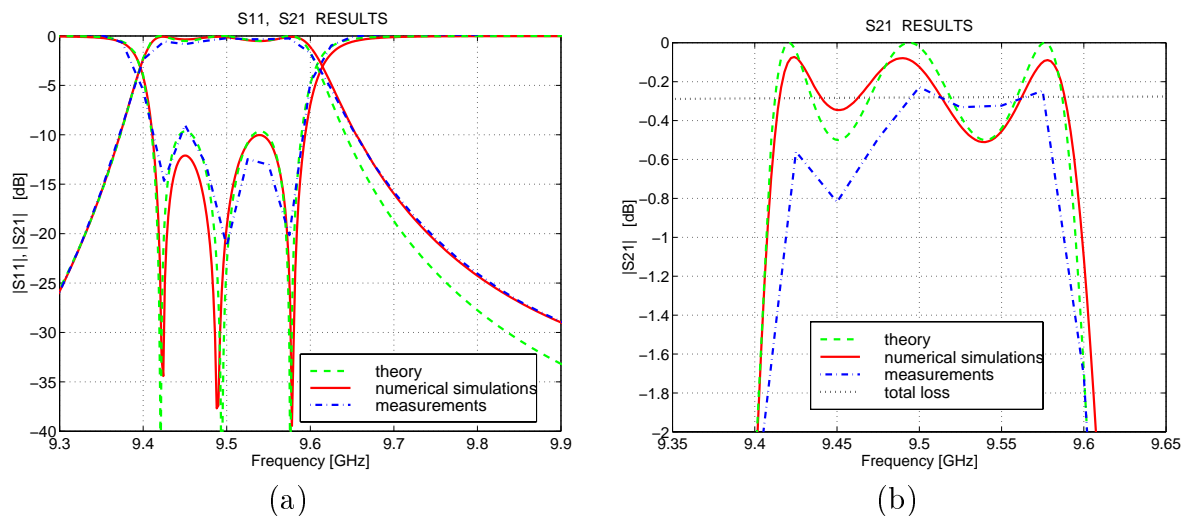 S11, S21 RESULTS
|S11|, |S21| [dB]
0
−5
−10
−15
−20
−25
−30
−35
−40
9.3
9.4
9.5
9.6
9.7
9.8
9.9
Frequency [GHz]
theory
numerical simulations
measurements
(a)
S21 RESULTS
|S21| [dB]
0
−0.2
−0.4
−0.6
−0.8
−1
−1.2
−1.4
−1.6
−1.8
−2
9.35
9.4
9.45
9.5
9.55
9.6
9.65
Frequency [GHz]
theory
numerical simulations
measurements
total loss
(b)